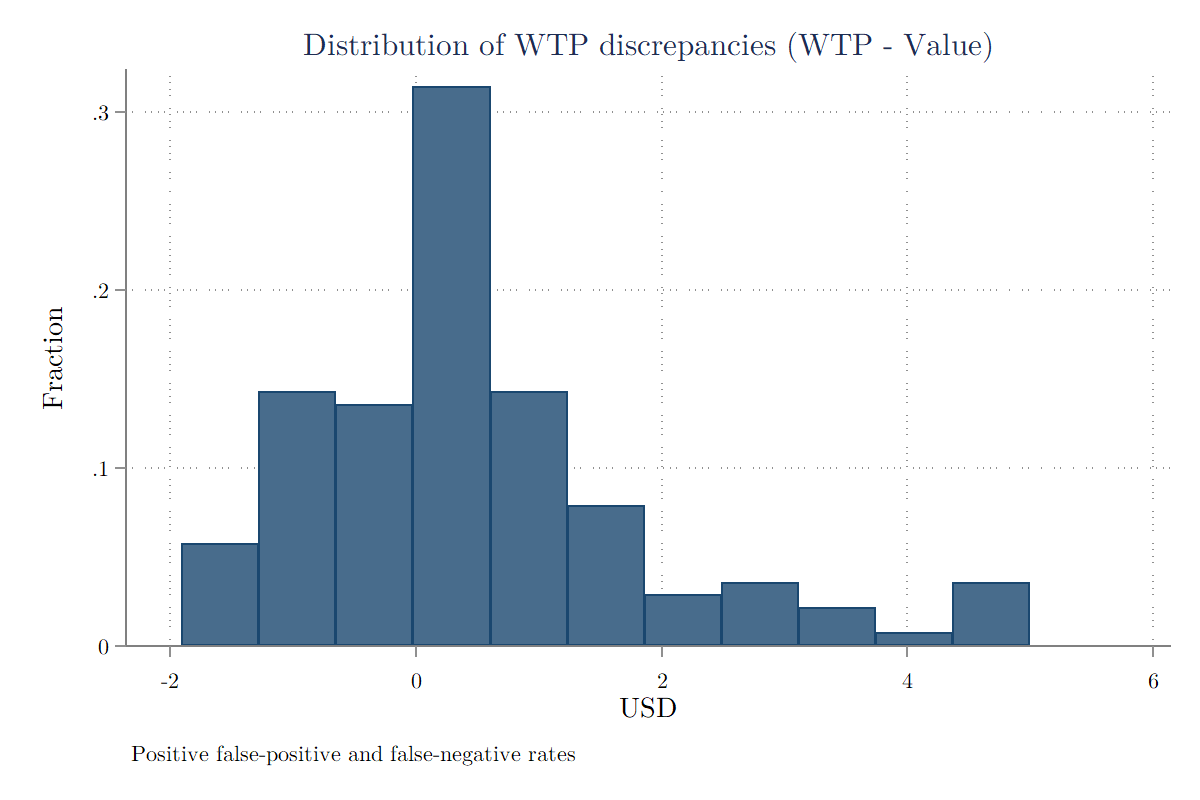 Distribution of WTP discrepancies (WTP - Value)
.3
.2
.1
0
Fraction
-2
0
2
4
6
USD
Positive false-positive and false-negative rates